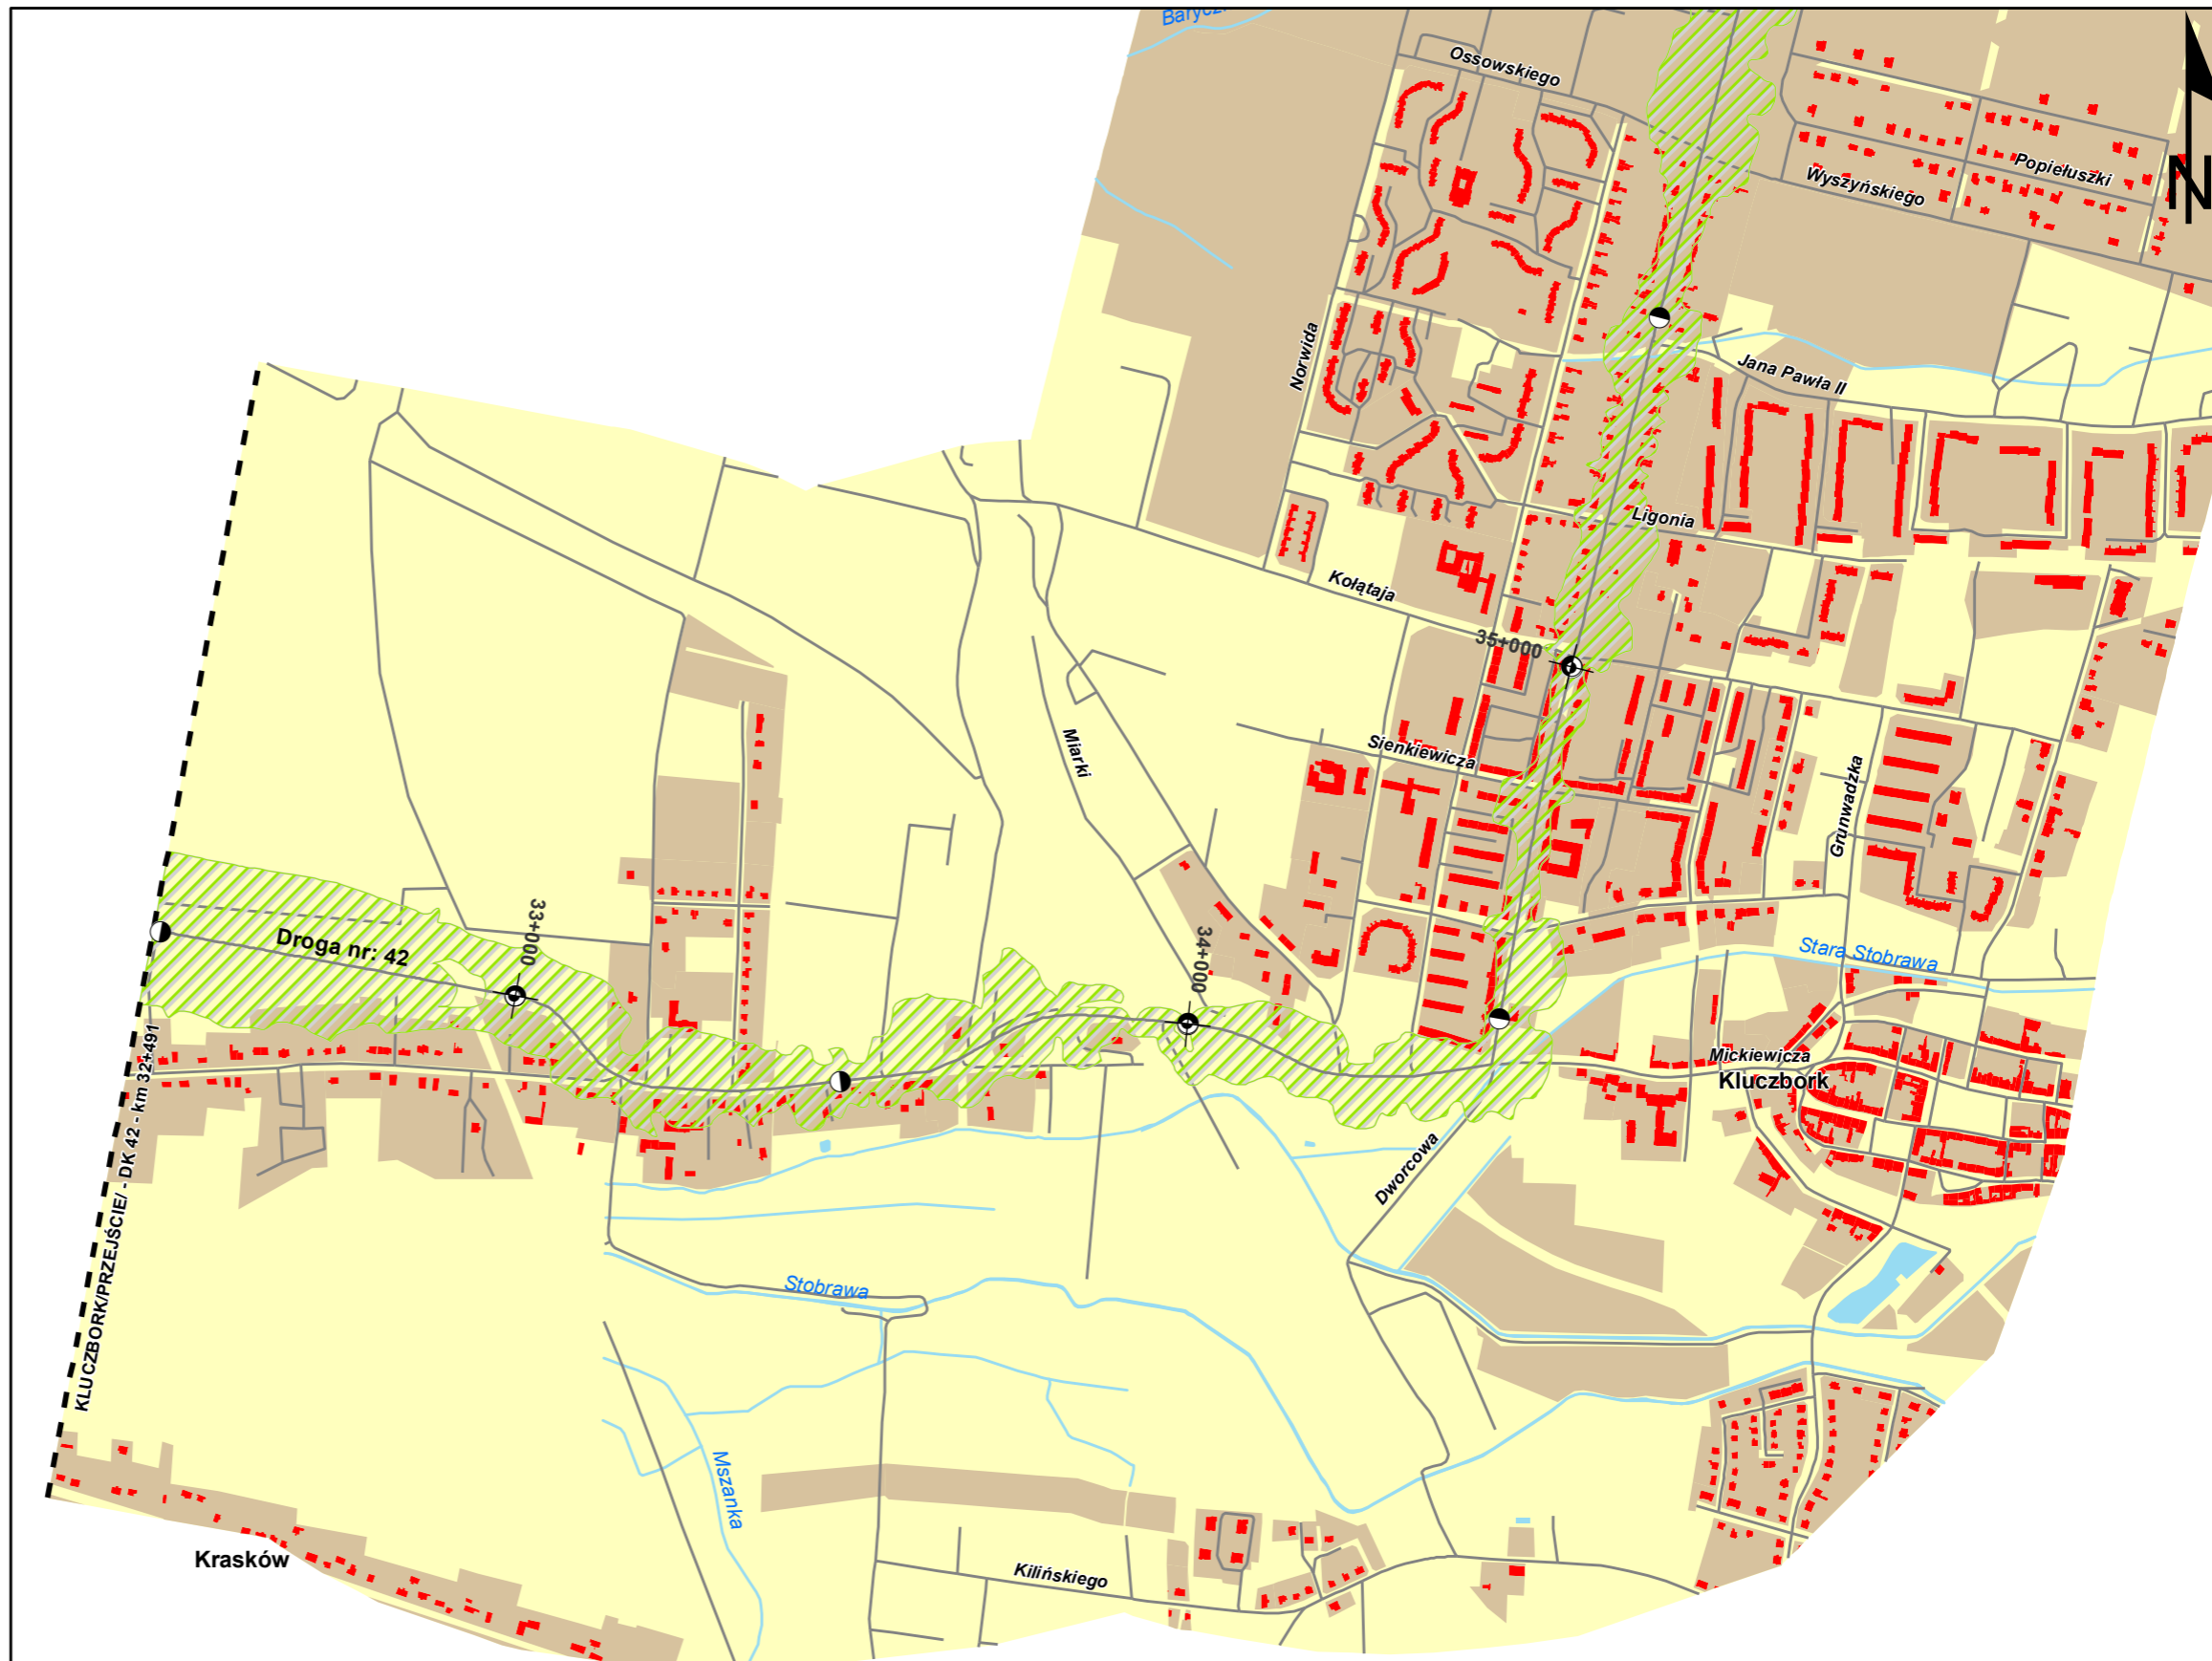 Ossowskiego
Popiełuszki
Wyszyńskiego
N
Norwida
Jana Pawła II
Ligonia
Kołątaja
35+000
Miarki
Sienkiewicza
Grunwadzka
33+000
Droga nr: 42
34+000
Stara Stobrawa
Mickiewicza
Kluczbork
KLUCZBORK/PRZEJŚCIE/ - DK 42 - km 32+491
Dworcowa
Stobrawa
Mszanka
Krasków
Kilińskiego